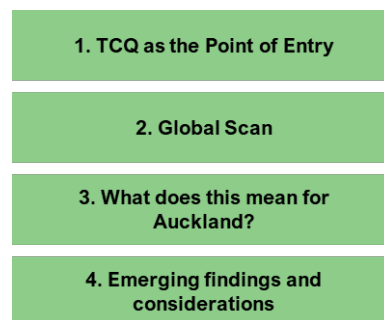 1. TCQ as the Point of Entry
2. Global Scan
3. What does this mean for
Auckland?
4. Emerging findings and
considerations